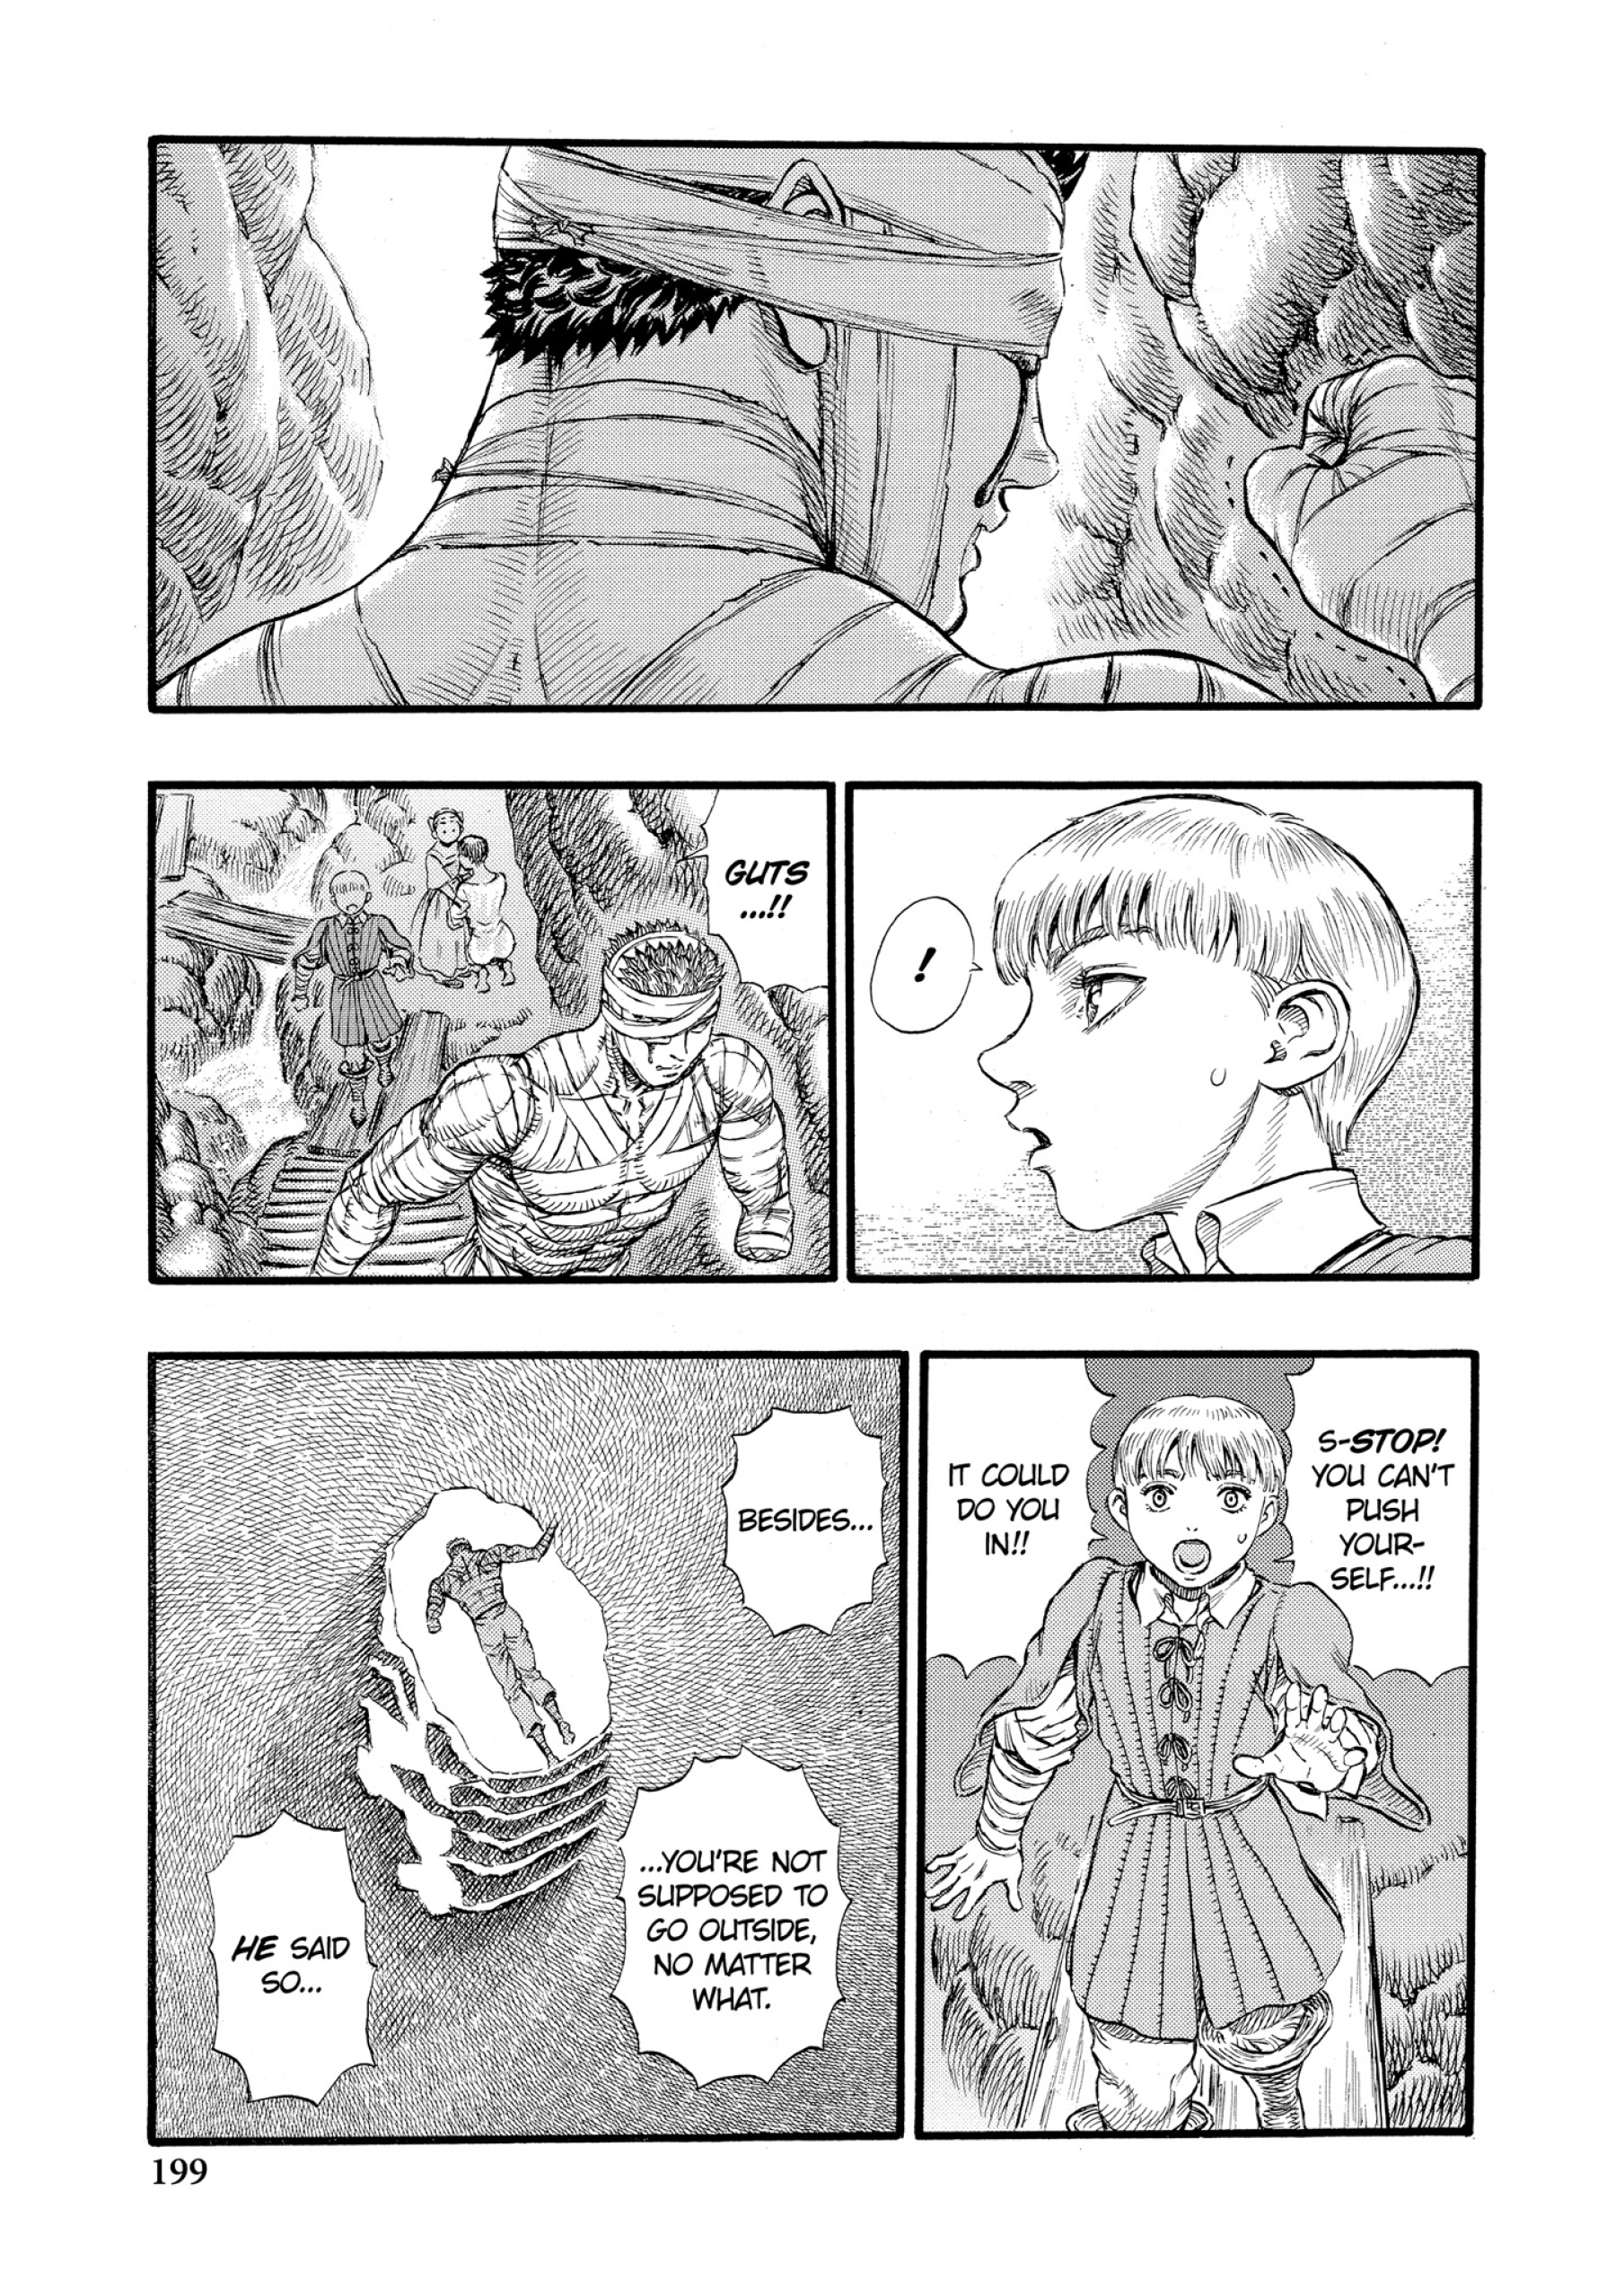 !
GUTS
...!!
S-STOP!
YOU CAN'T
PUSH
YOUR-
SELF...!!
IT COULD
DO YOU
IN!!
BESIDES...
...YOU'RE NOT
SUPPOSED TO
GO OUTSIDE,
NO MATTER
WHAT.
HE SAID
SO...
199